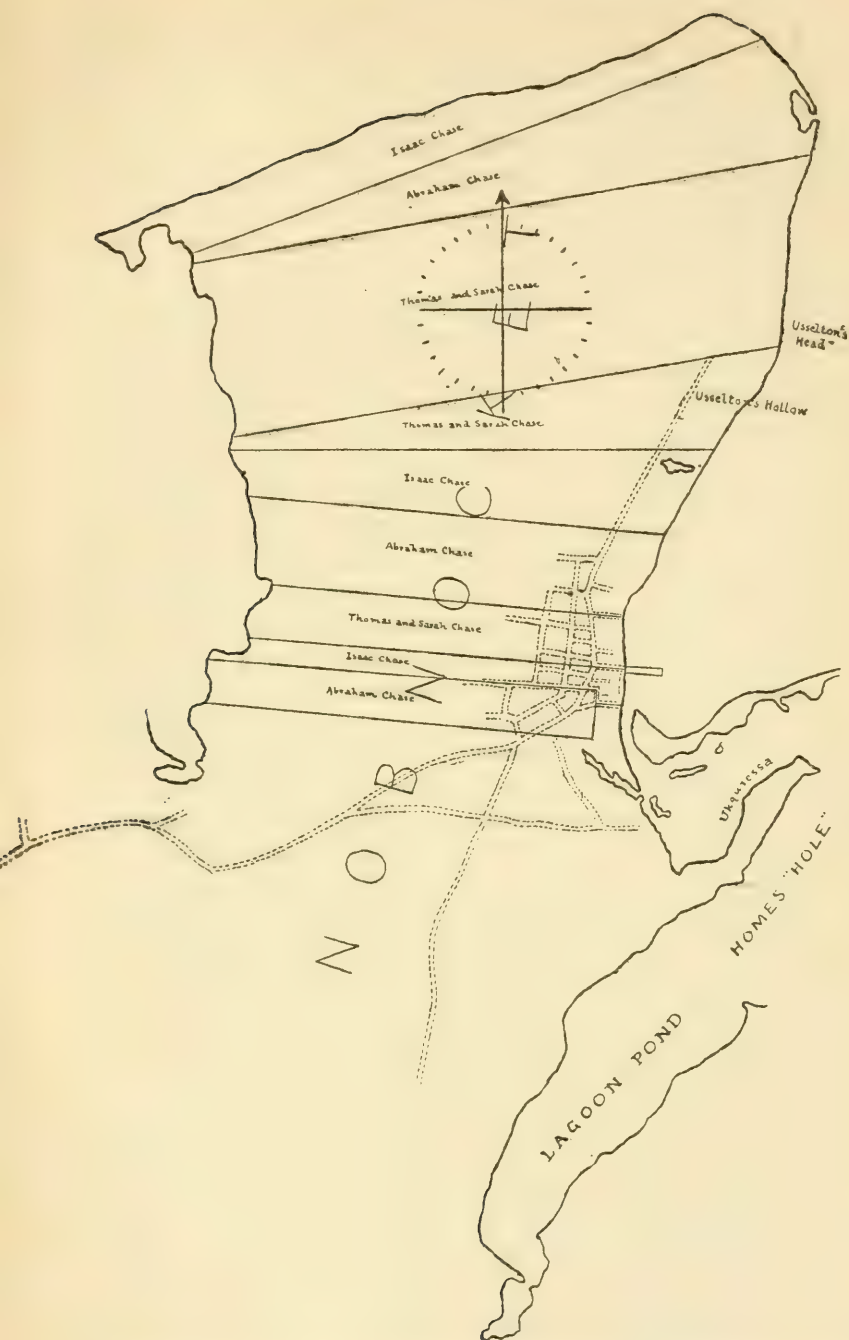 Isaac Chase
Abraham Chase
Thomas and Sarah Chase
Usselton's
Head
Usselton's Hollow
Thomas and Sarah Chase
Isaac Chase
Abraham Chase
Thomas and Sarah Chase
Isaac Chase
Abraham Chase
NOBNOCKET
HOMES "HOLE"
LAGOON POND